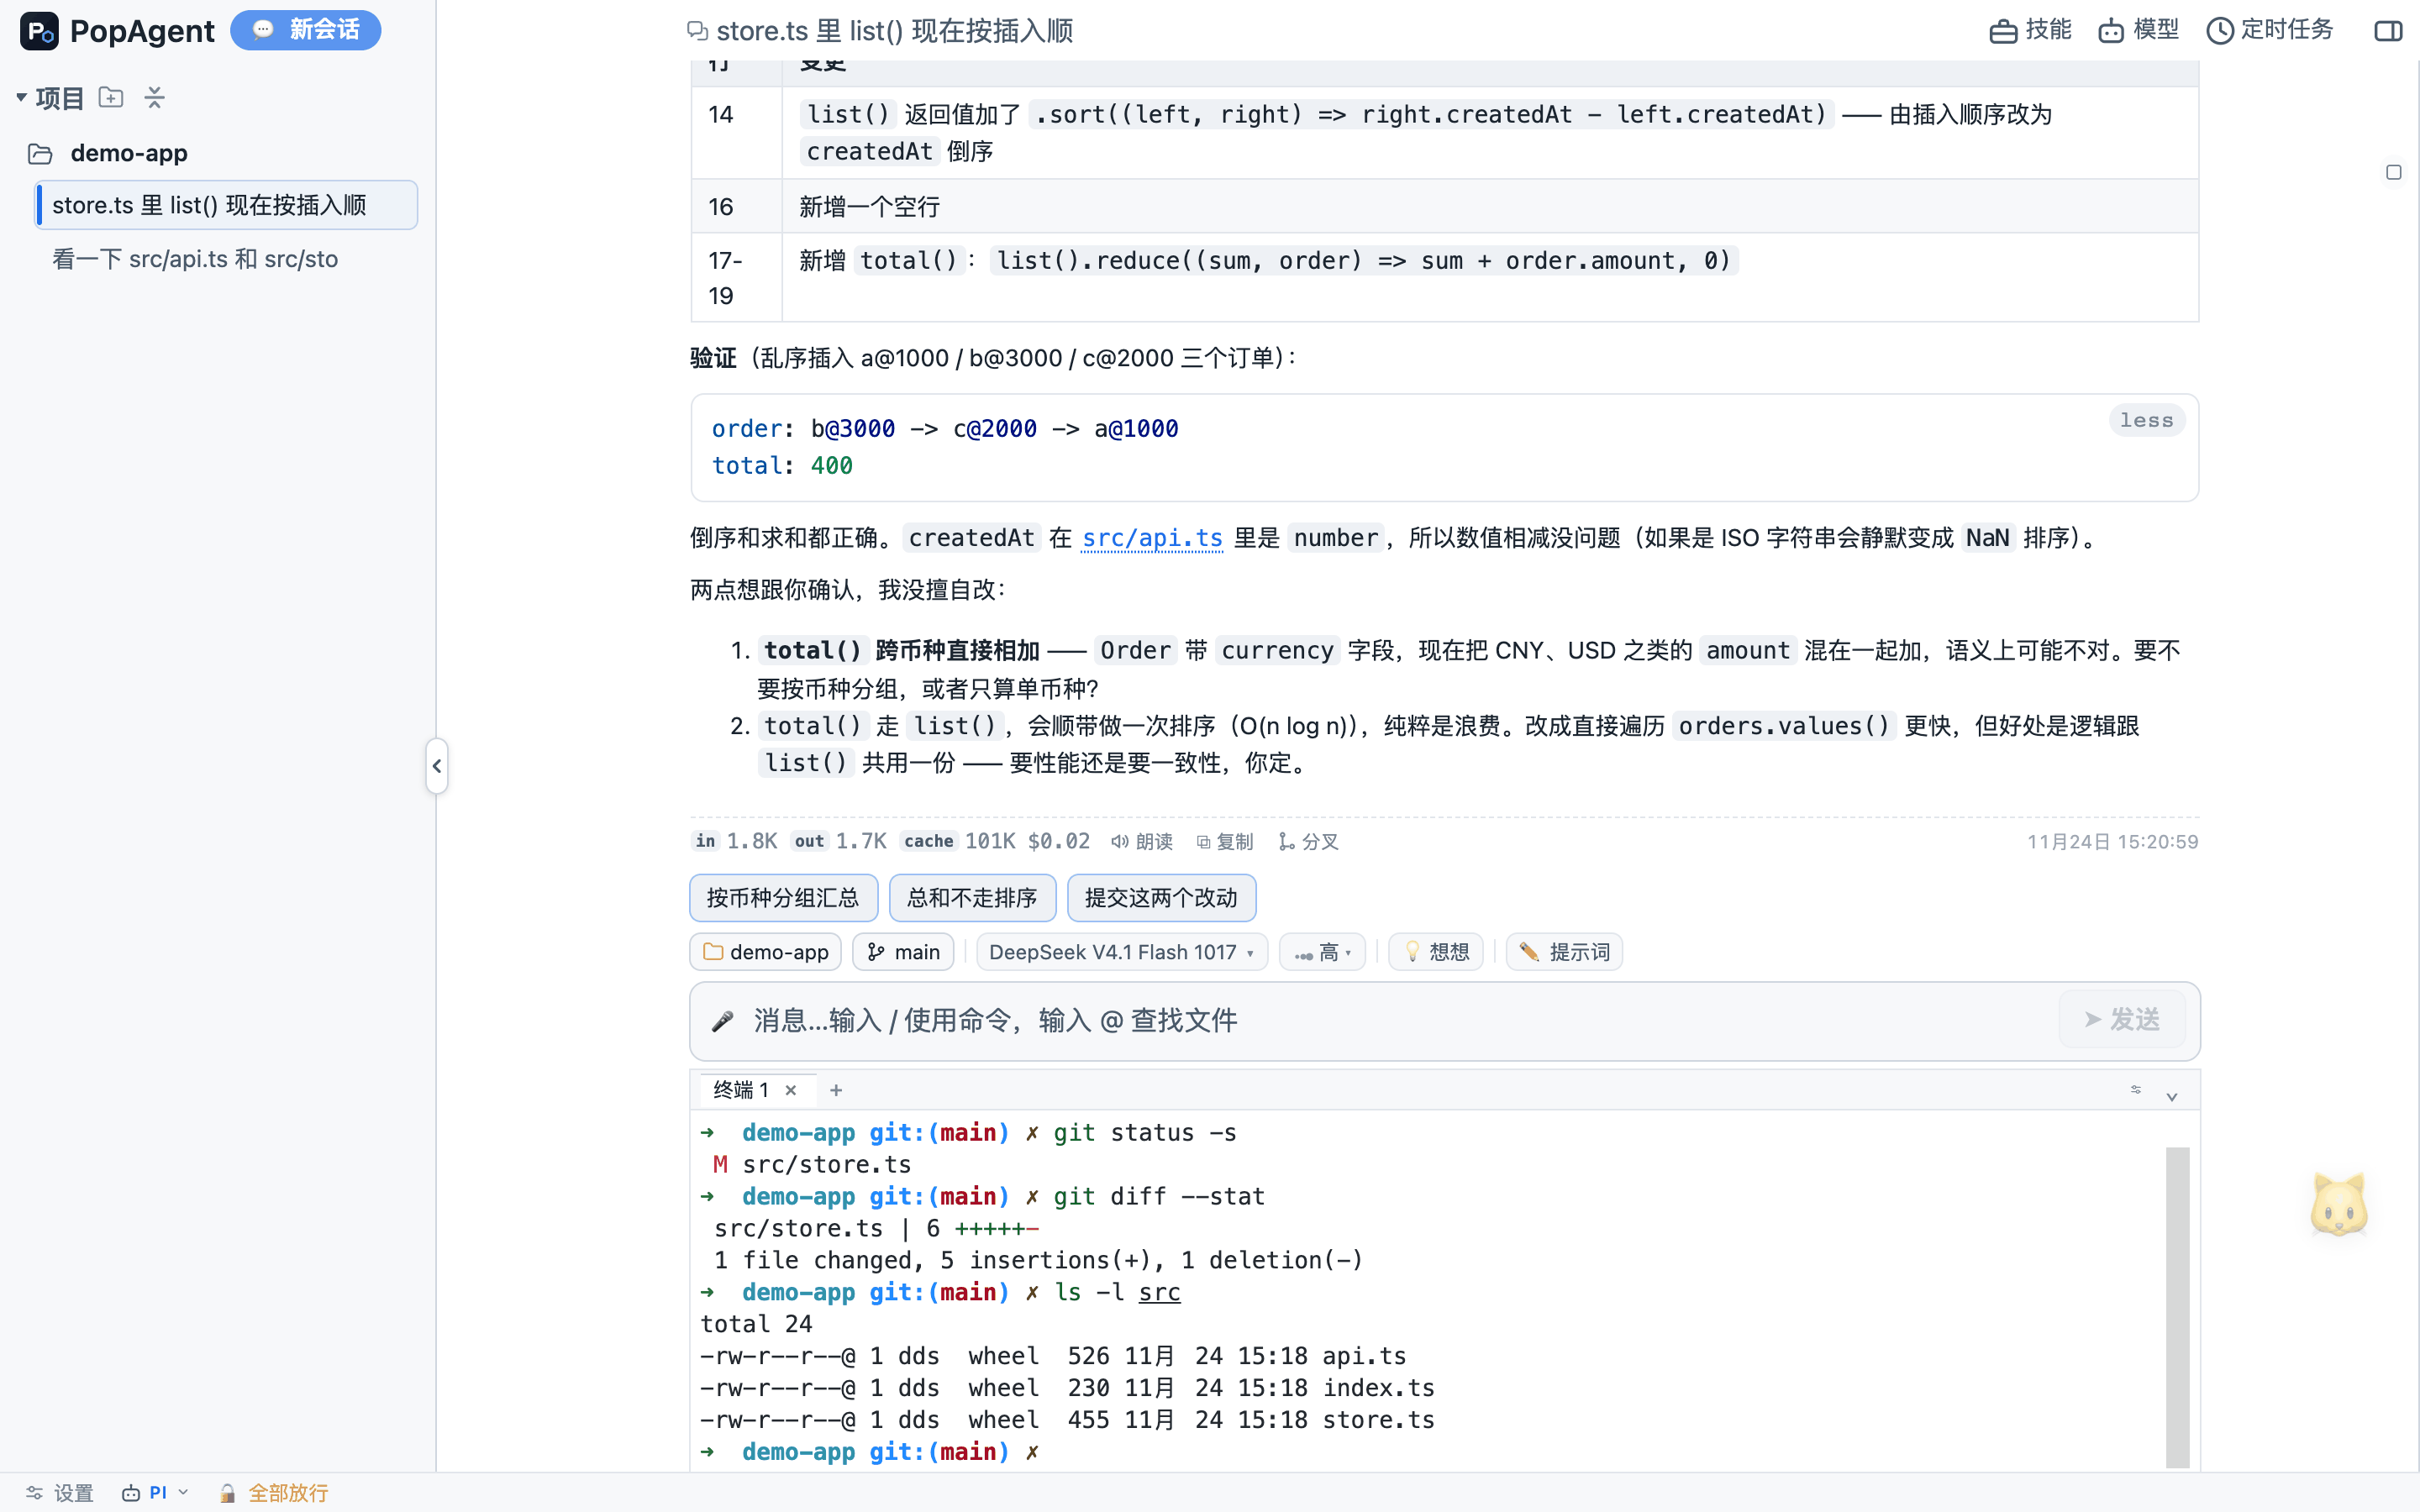 PopAgent
新会话
项目
demo-app
store.ts 里 list() 现在按插入顺
看一下 src/api.ts 和 src/sto
store.ts 里 list() 现在按插入顺
技能
模型
定时任务
行 变更
14 list() 返回值加了 .sort((left, right) => right.createdAt - left.createdAt) —— 由插入顺序改为
createdAt 倒序
16 新增一个空行
17-
19
新增 total()：list().reduce((sum, order) => sum + order.amount, 0)
验证（乱序插入 a@1000 / b@3000 / c@2000 三个订单）：
less
order: b@3000 -> c@2000 -> a@1000
total: 400
倒序和求和都正确。createdAt 在 src/api.ts 里是 number，所以数值相减没问题（如果是 ISO 字符串会静默变成 NaN 排序）。
两点想跟你确认，我没擅自改：
1. total() 跨币种直接相加 —— Order 带 currency 字段，现在把 CNY、USD 之类的 amount 混在一起加，语义上可能不对。要不
要按币种分组，或者只算单币种？
2. total() 走 list()，会顺带做一次排序（O(n log n)），纯粹是浪费。改成直接遍历 orders.values() 更快，但好处是逻辑跟
list() 共用一份 —— 要性能还是要一致性，你定。
in 1.8K out 1.7K cache 101K $0.02 朗读 复制 分叉 11月24日 15:20:59
按币种分组汇总 总和不走排序 提交这两个改动
demo-app main DeepSeek V4.1 Flash 1017 高 想想 提示词
消息...输入 / 使用命令，输入 @ 查找文件 发送
终端 1 × +
➜ demo-app git:(main) ✗ git status -s
M src/store.ts
➜ demo-app git:(main) ✗ git diff --stat
src/store.ts | 6 +++++-
1 file changed, 5 insertions(+), 1 deletion(-)
➜ demo-app git:(main) ✗ ls -l src
total 24
-rw-r--r--@ 1 dds wheel 526 11月 24 15:18 api.ts
-rw-r--r--@ 1 dds wheel 230 11月 24 15:18 index.ts
-rw-r--r--@ 1 dds wheel 455 11月 24 15:18 store.ts
➜ demo-app git:(main) ✗
设置 PI 全部放行